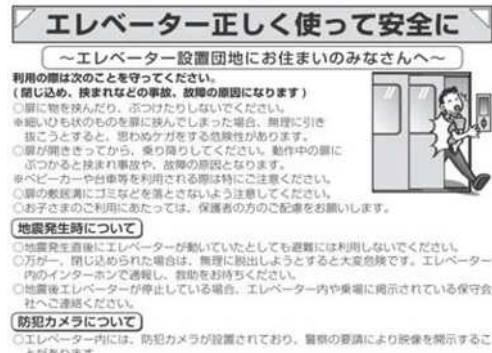 エレベーター正しく使って安全に
～エレベーター設置団地にお住まいのみなさんへ～
利用の際は次のことを守ってください。
(閉じ込め、挟まれなどの事故、故障の原因になります)
○扉に物を挟んだり、ぶつけたりしないでください。
※細いひも状のものを扉に挟んでしまった場合、無理に引き
抜こうとすると、思わぬケガをする危険性があります。
○扉が開ききってから、乗り降りしてください。動作中の扉に
ぶつかると挟まれ事故や、故障の原因となります。
※ベビーカーや台車等を利用される際は特にご注意ください。
○扉の敷居溝にゴミなどを落とさないよう注意してください。
○お子さまのご利用にあたっては、保護者の方のご配慮をお願いします。
地震発生時について
○地震発生直後にエレベーターが動いていたとしても避難には利用しないでください。
○万が一、閉じ込められた場合は、無理に脱出しようとすると大変危険です。エレベーター
内のインターホンで通報し、救助をお待ちください。
○地震後エレベーターが停止している場合、エレベーター内や乗場に掲示されている保守会
社へご連絡ください。
防犯カメラについて
○エレベーター内には、防犯カメラが設置されており、警察の要請により映像を開示するこ
とがあります。